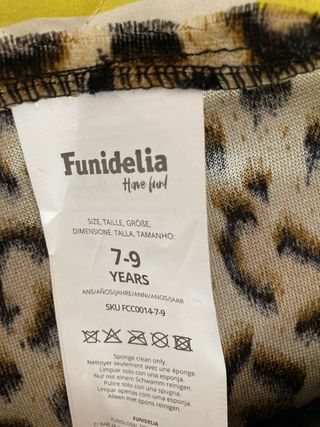 Funidelia
Have fun!
SIZE, TAILLE, GRÖßE,
DIMENSIONE, TALLA, TAMANHO:
7-9
YEARS
ANS/AÑOS/JAHRE/ANNI/ANOS/JAAR
SKU FCC0014-7-9
Sponge clean only.
Nettoyer seulement avec une éponge.
Limpiar solo con una esponja.
Nur mit einem Schwamm reinigen.
Pulire solo con una spugna.
Limpar apenas com uma esponja.
Alleen met spons reinigen.
FUNIDELIA